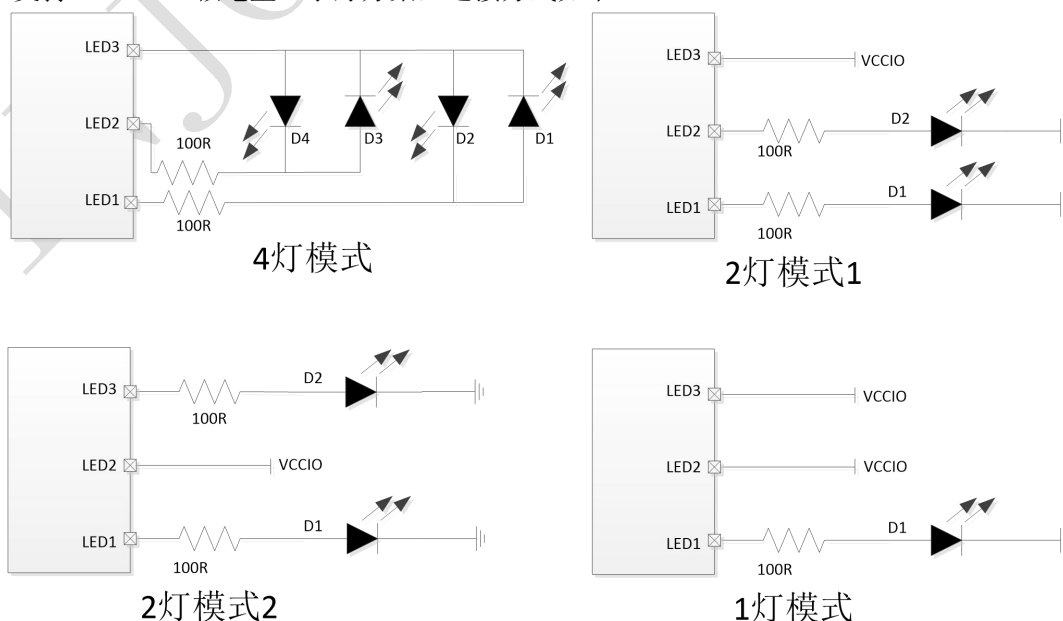 LED3
LED2
LED1
100R
100R
D4
D3
D2
D1
4灯模式
LED3
LED2
LED1
VCCIO
100R
D2
100R
D1
2灯模式1
LED3
LED2
LED1
100R
D2
VCCIO
100R
D1
2灯模式2
LED3
LED2
LED1
VCCIO
VCCIO
100R
D1
1灯模式